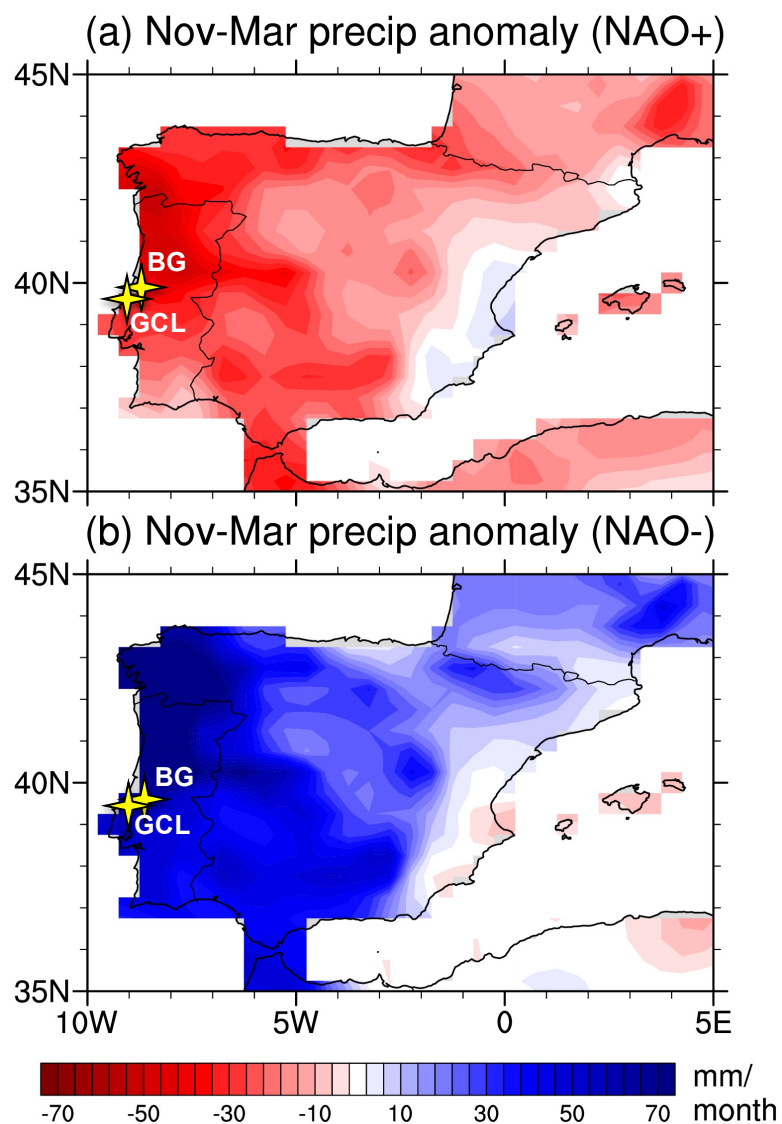 (a) Nov-Mar precip anomaly (NAO+)
45N
BG
40N
GCL
35N
(b) Nov-Mar precip anomaly (NAO-)
45N
BG
40N
GCL
35N
10W 5W 0 5E
-70 -50 -30 -10 10 30 50 70
mm/
month